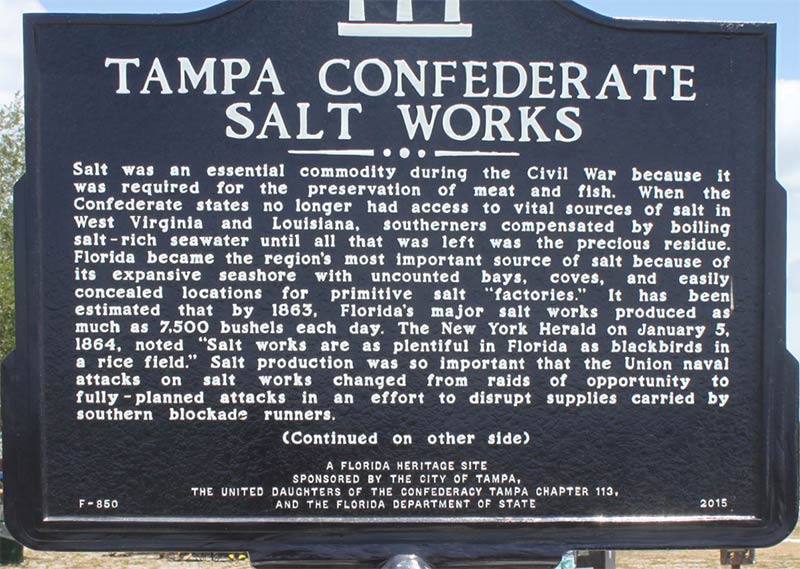 TAMPA CONFEDERATE
SALT WORKS
Salt was an essential commodity during the Civil War because it
was required for the preservation of meat and fish. When the
Confederate states no longer had access to vital sources of salt in
West Virginia and Louisiana, southerners compensated by boiling
salt-rich seawater until all that was left was the precious residue.
Florida became the region's most important source of salt because of
its expansive seashore with uncounted bays, coves, and easily
concealed locations for primitive salt "factories." It has been
estimated that by 1863, Florida's major salt works produced as
much as 7,500 bushels each day. The New York Herald on January 5,
1864, noted "Salt works are as plentiful in Florida as blackbirds in
a rice field." Salt production was so important that the Union naval
attacks on salt works changed from raids of opportunity to
fully-planned attacks in an effort to disrupt supplies carried by
southern blockade runners.
(Continued on other side)
A FLORIDA HERITAGE SITE
SPONSORED BY THE CITY OF TAMPA,
THE UNITED DAUGHTERS OF THE CONFEDERACY TAMPA CHAPTER 113,
F-850 AND THE FLORIDA DEPARTMENT OF STATE 2015